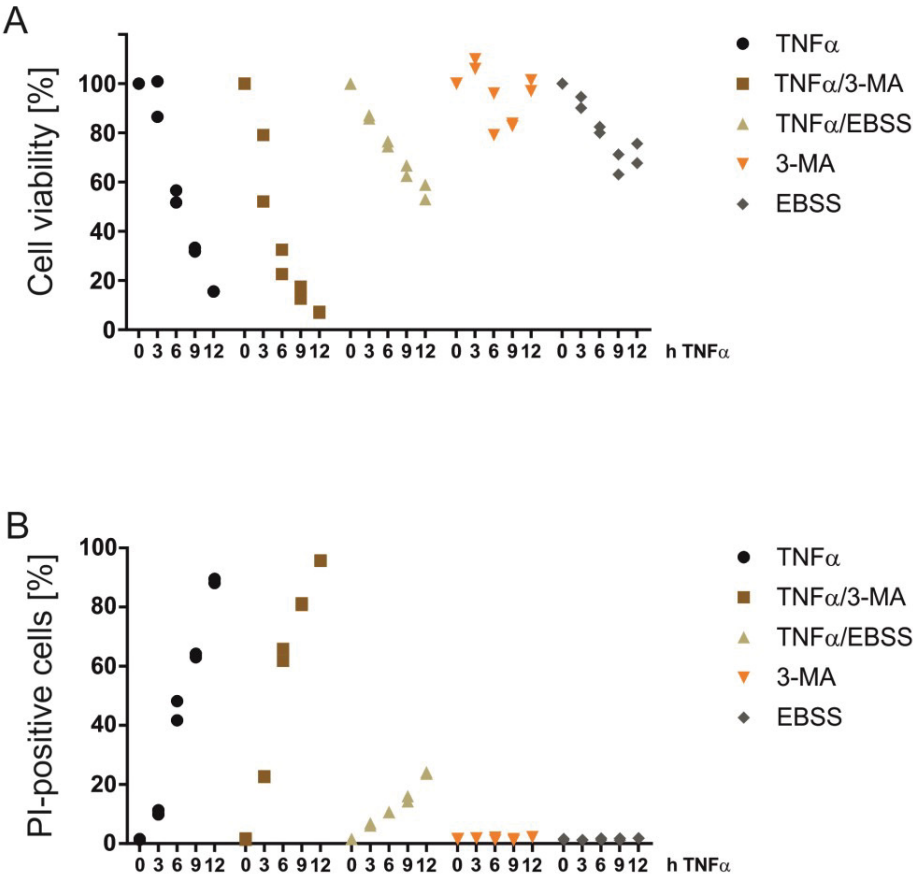 A
Cell viability [%]
100
80
60
40
20
0
0 3 6 9 12 0 3 6 9 12 0 3 6 9 12 0 3 6 9 12 0 3 6 9 12 h TNFα
TNFα
TNFα/3-MA
TNFα/EBSS
3-MA
EBSS
B
PI-positive cells [%]
100
80
60
40
20
0
0 3 6 9 12 0 3 6 9 12 0 3 6 9 12 0 3 6 9 12 0 3 6 9 12 h TNFα
TNFα
TNFα/3-MA
TNFα/EBSS
3-MA
EBSS